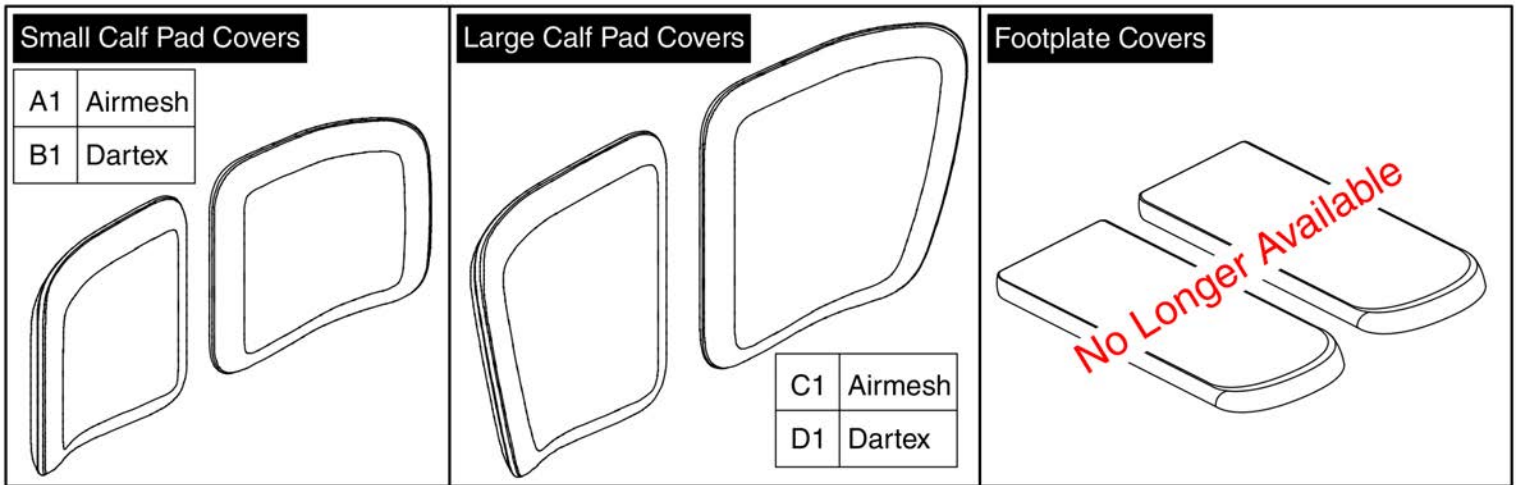 Small Calf Pad Covers
A1 Airmesh
B1 Dartex
Large Calf Pad Covers
C1 Airmesh
D1 Dartex
Footplate Covers
No Longer Available